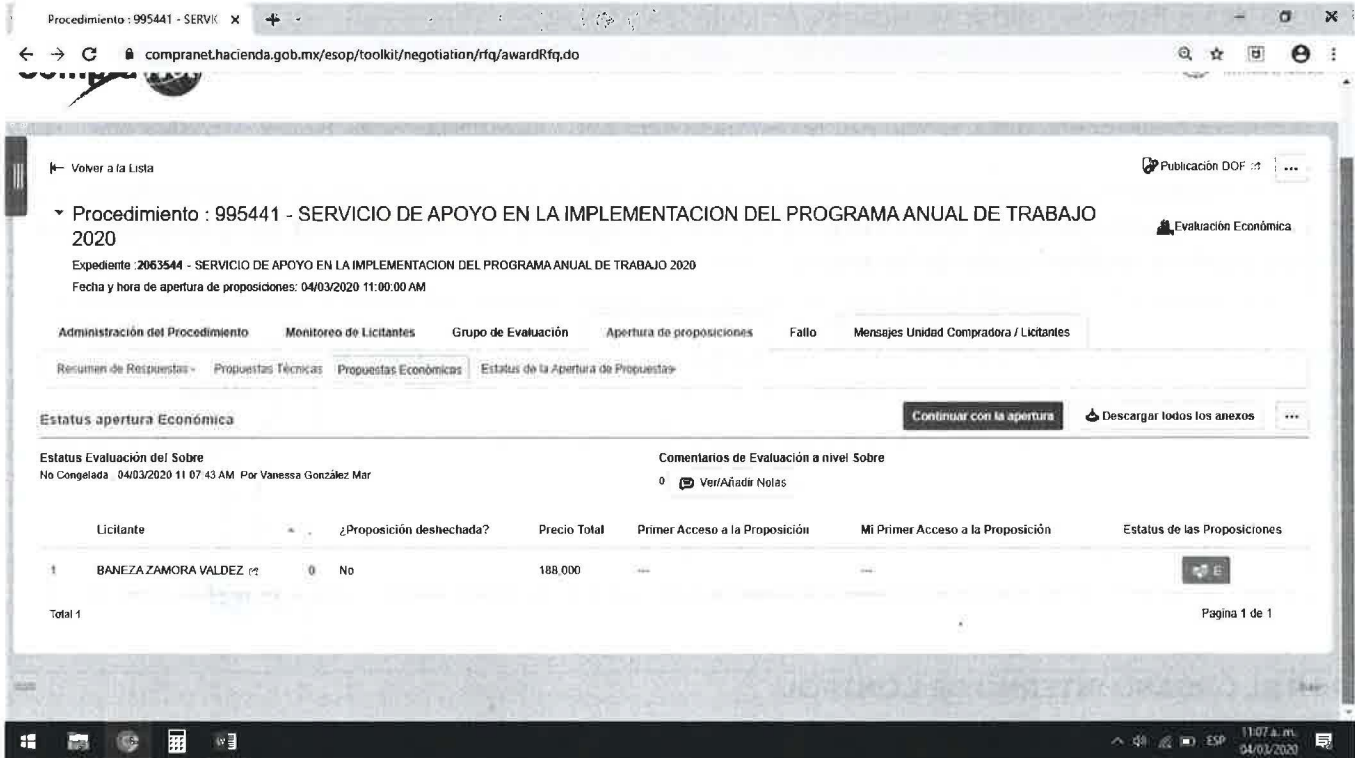 Procedimiento : 995441 - SERVIC
compranet.hacienda.gob.mx/esop/toolkit/negotiation/rfq/awardRfq.do
Volver a la Lista
Publicación DOF
Procedimiento : 995441 - SERVICIO DE APOYO EN LA IMPLEMENTACION DEL PROGRAMA ANUAL DE TRABAJO
2020
Evaluación Económica
Expediente :2063544 - SERVICIO DE APOYO EN LA IMPLEMENTACION DEL PROGRAMA ANUAL DE TRABAJO 2020
Fecha y hora de apertura de proposiciones: 04/03/2020 11:00:00 AM
Administración del Procedimiento Monitoreo de Licitantes Grupo de Evaluación Apertura de proposiciones Fallo Mensajes Unidad Compradora / Licitantes
Resumen de Respuestas Propuestas Técnicas Propuestas Económicas Estatus de la Apertura de Propuestas
Estatus apertura Económica Continuar con la apertura Descargar todos los anexos ...
Estatus Evaluación del Sobre Comentarios de Evaluación a nivel Sobre
No Congelada 04/03/2020 11:07:43 AM Por Vanessa González Mar 0 Ver/Añadir Notas
Licitante ¿Proposición deshechada? Precio Total Primer Acceso a la Proposición Mi Primer Acceso a la Proposición Estatus de las Proposiciones
1 BANEZA ZAMORA VALDEZ 0 No 188,000 --- --- E
Total 1 Pagina 1 de 1
ESP 11:07 a. m.
04/03/2020